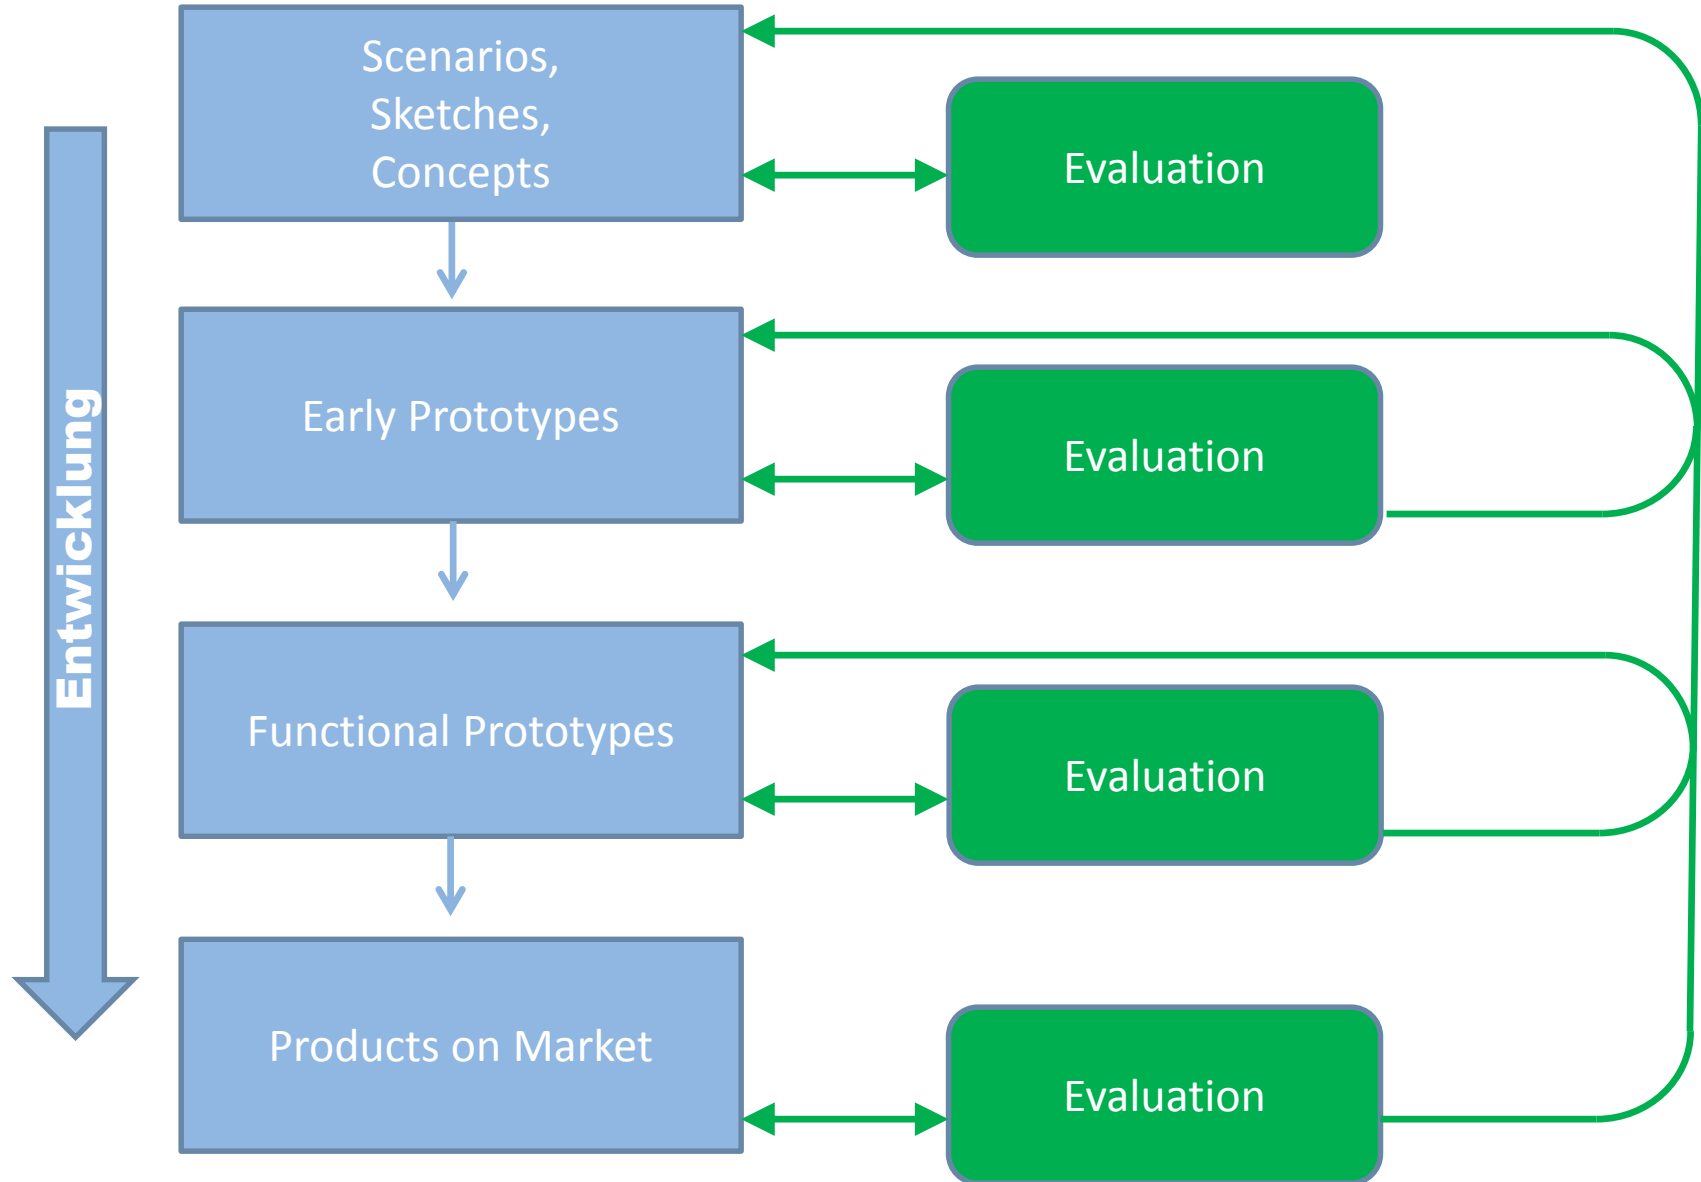 Scenarios,
Sketches,
Concepts
Evaluation
Entwicklung
Early Prototypes
Evaluation
Functional Prototypes
Evaluation
Products on Market
Evaluation